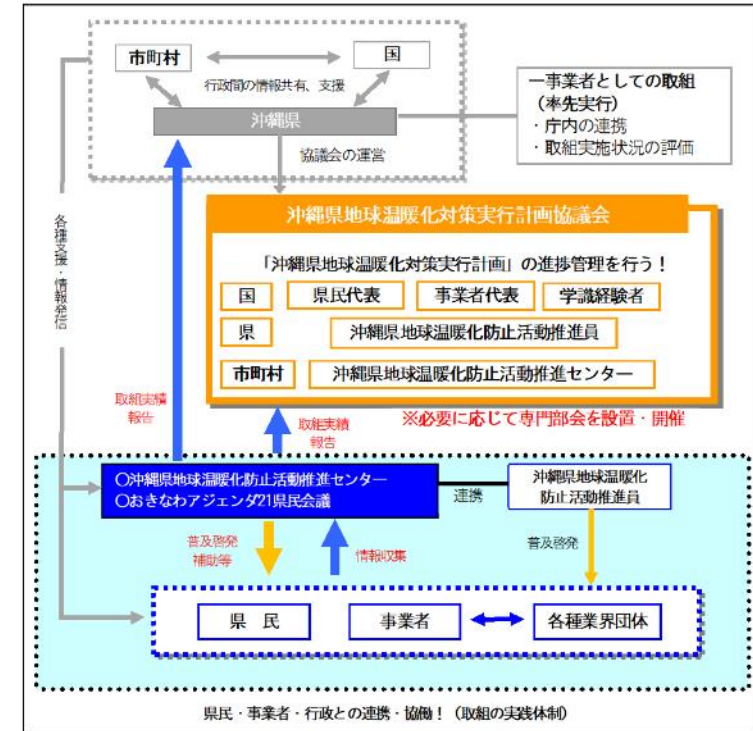 市町村
国
行政間の情報共有、支援
沖縄県
協議会の運営
一事業者としての取組
（率先実行）
・庁内の連携
・取組実施状況の評価
各種支援・情報発信
沖縄県地球温暖化対策実行計画協議会
「沖縄県地球温暖化対策実行計画」の進捗管理を行う！
国
県民代表
事業者代表
学識経験者
県
沖縄県地球温暖化防止活動推進員
市町村
沖縄県地球温暖化防止活動推進センター
※必要に応じて専門部会を設置・開催
取組実績
報告
取組実績
報告
〇沖縄県地球温暖化防止活動推進センター
〇おきなわアジェンダ21県民会議
連携
沖縄県地球温暖化
防止活動推進員
普及啓発
補助等
情報収集
普及啓発
県　民
事業者
各種業界団体
県民・事業者・行政との連携・協働！（取組の実践体制）